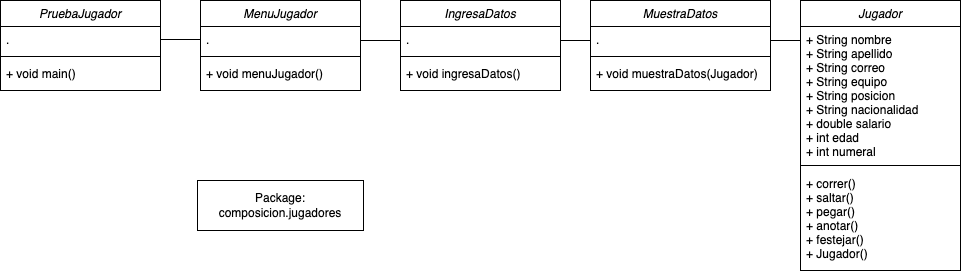 PruebaJugador
.
+ void main()
MenuJugador
.
+ void menuJugador()
IngresaDatos
.
+ void ingresaDatos()
MuestraDatos
.
+ void muestraDatos(Jugador)
Jugador
+ String nombre
+ String apellido
+ String correo
+ String equipo
+ String posicion
+ String nacionalidad
+ double salario
+ int edad
+ int numeral
+ correr()
+ saltar()
+ pegar()
+ anotar()
+ festejar()
+ Jugador()
Package:
composicion.jugadores